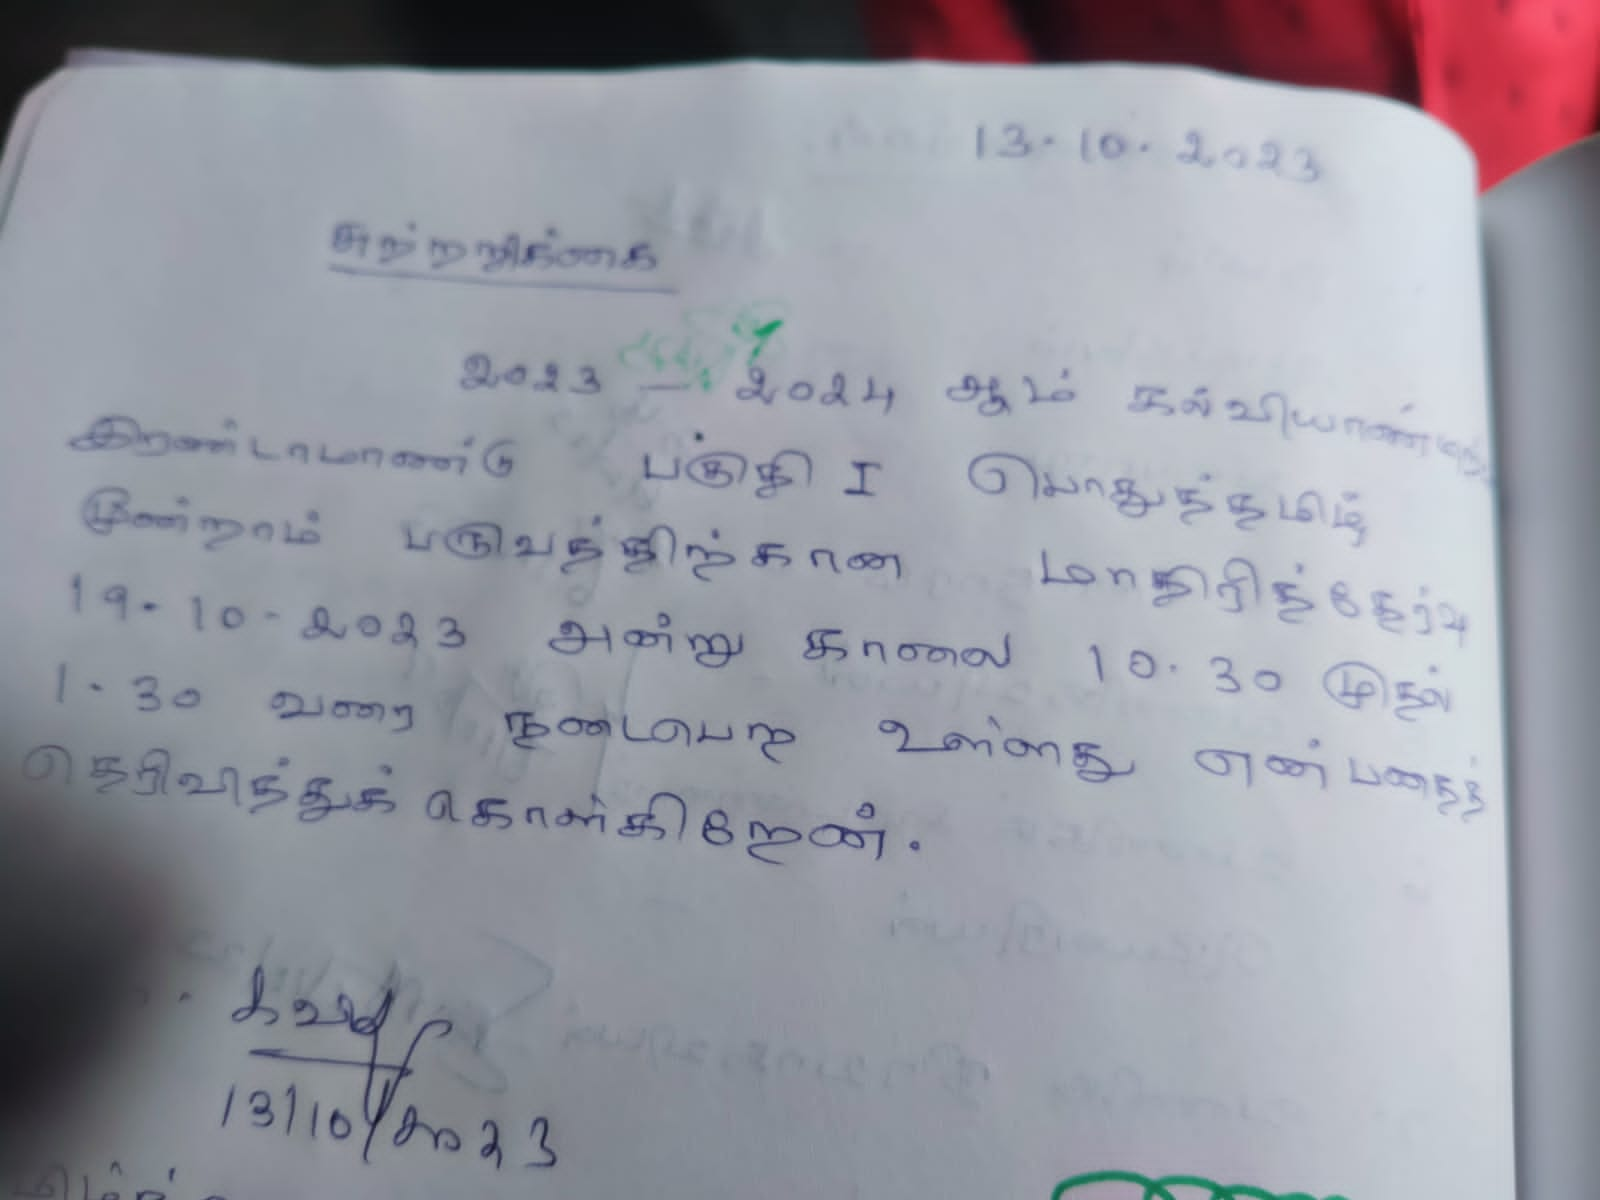 13.10.2023
சுற்றறிக்கை
2023 - 2024 ஆம் கல்வியாண்டிற்கு
இரண்டாமாண்டு பகுதி I பொதுத்தமிழ்
மூன்றாம் பருவத்திற்கான மாதிரித்தேர்வு
19.10.2023 அன்று காலை 10.30 முதல்
1.30 வரை நடைபெற உள்ளது என்பதைத்
தெரிவித்துக் கொள்கிறேன்.
13/10/2023